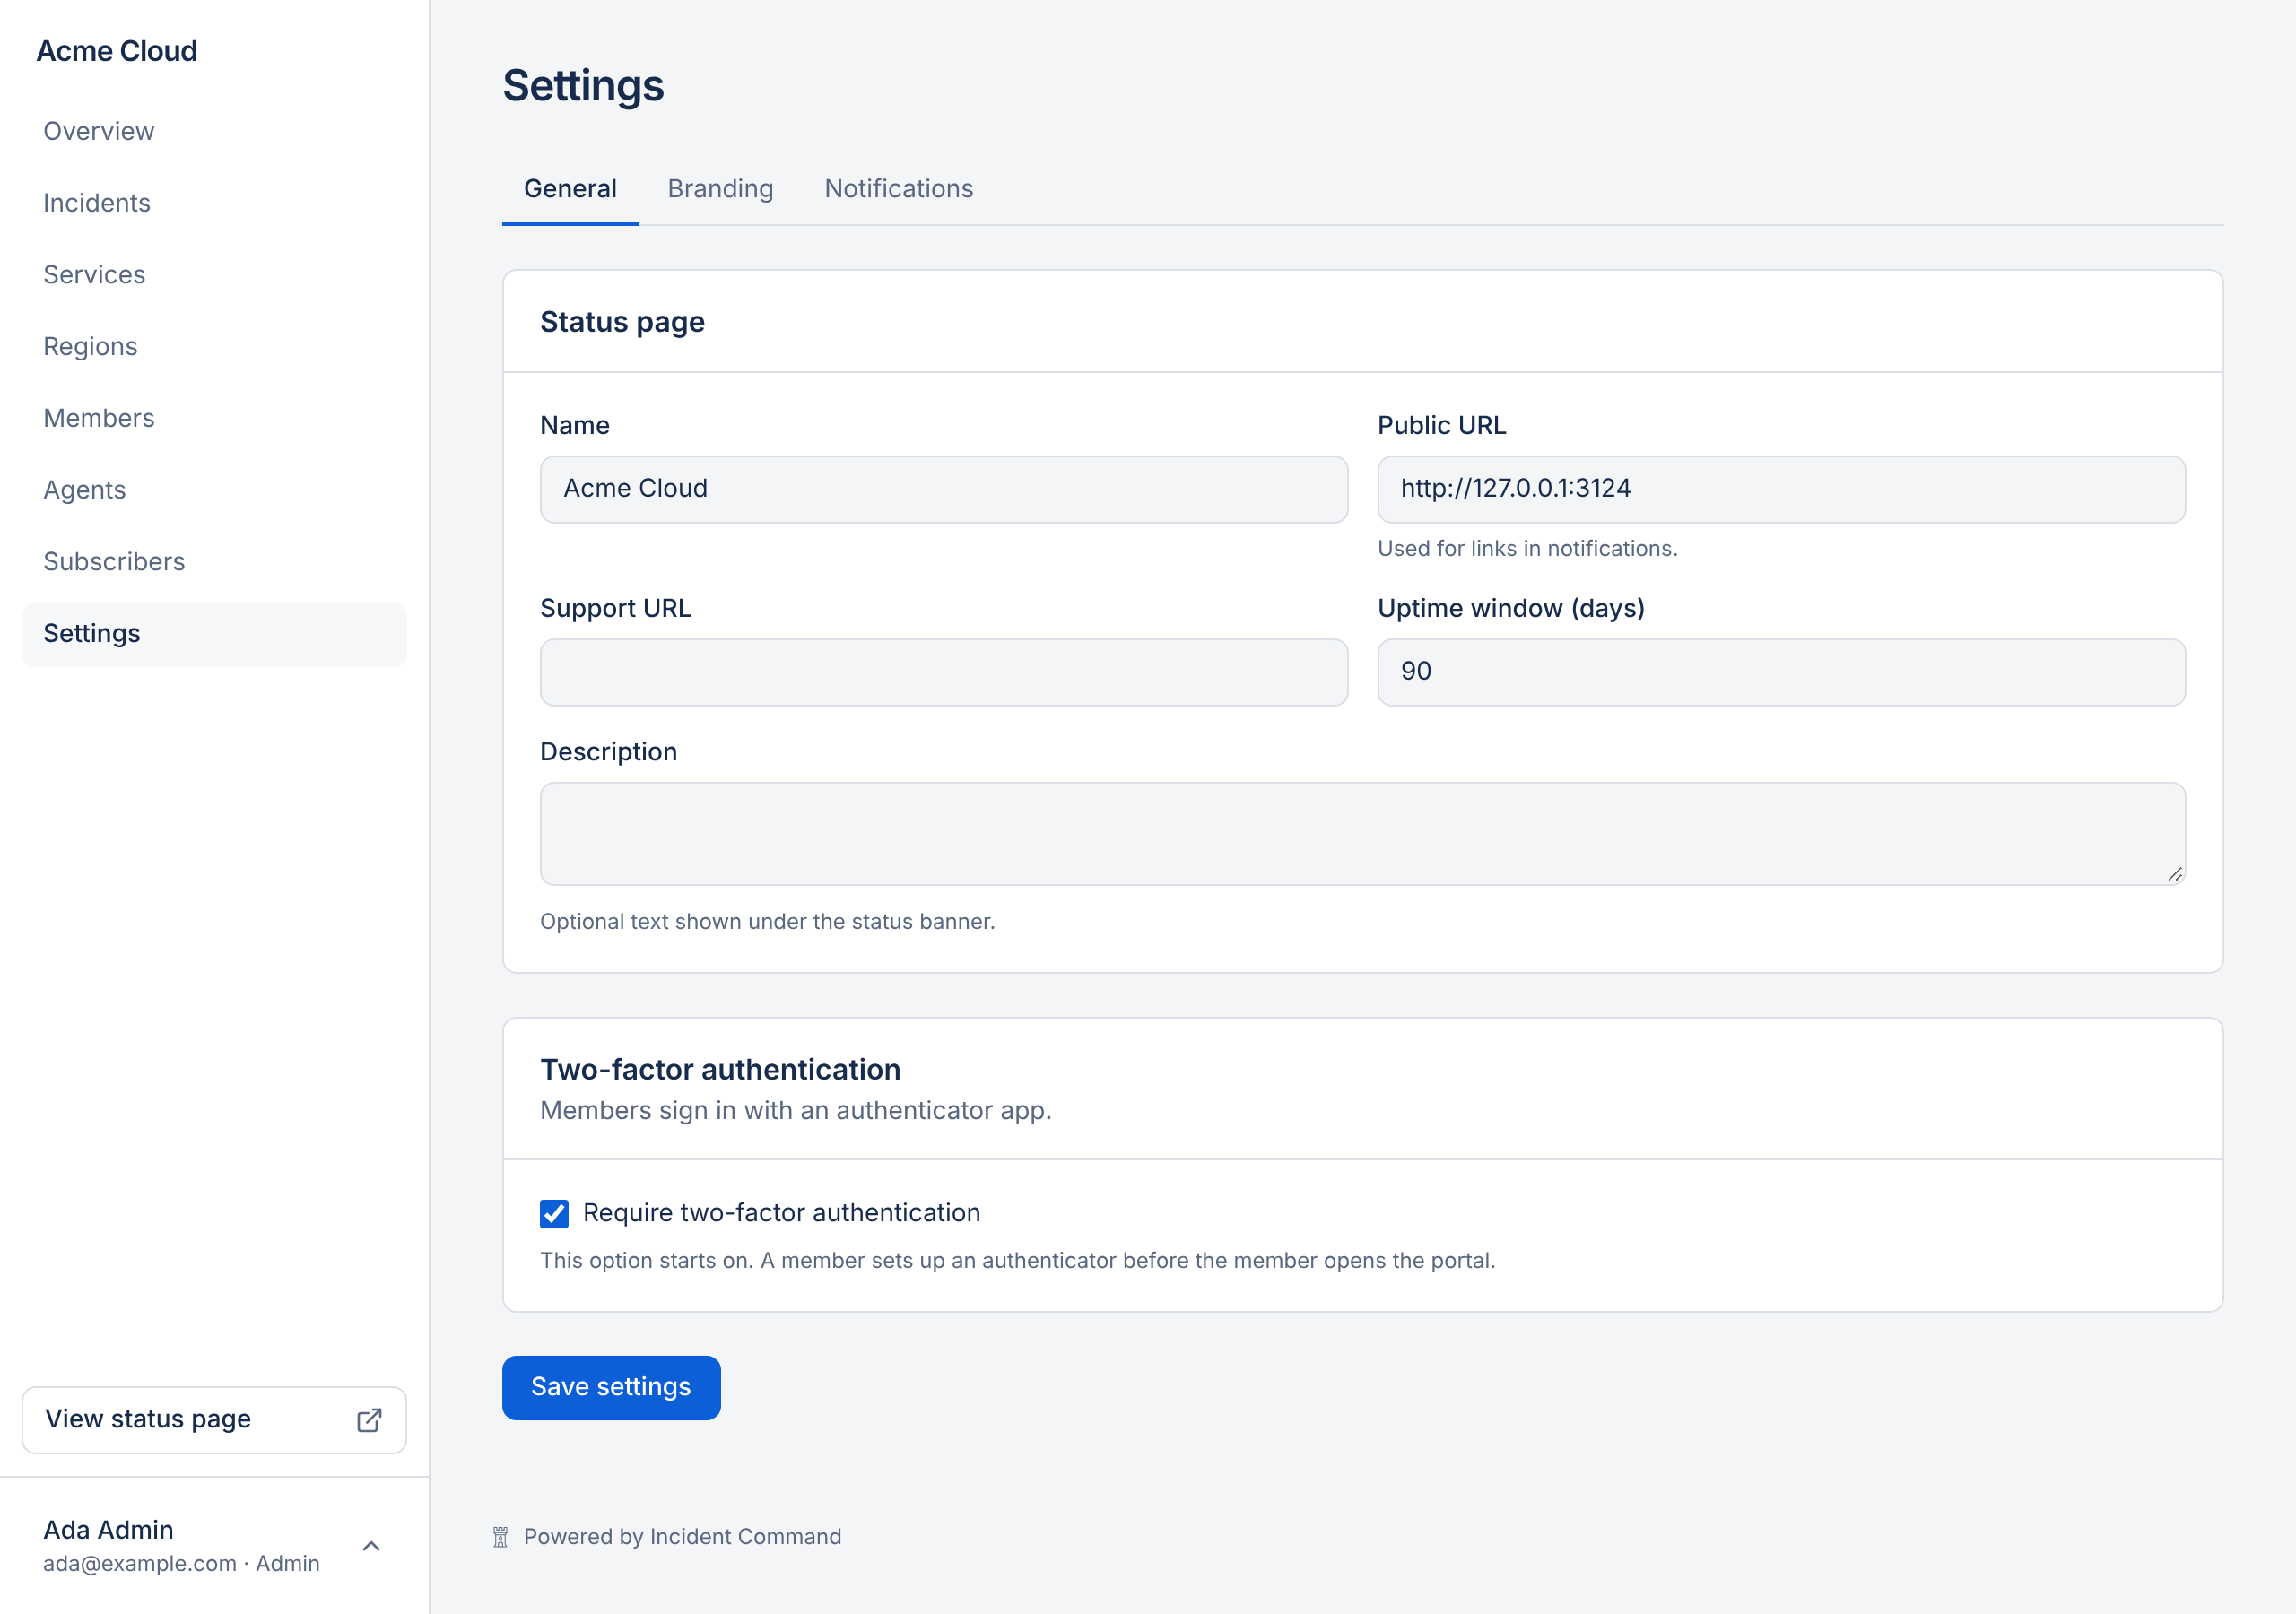 Acme Cloud
Overview
Incidents
Services
Regions
Members
Agents
Subscribers
Settings
View status page
Ada Admin
ada@example.com · Admin
Settings
General
Branding
Notifications
Status page
Name
Acme Cloud
Public URL
http://127.0.0.1:3124
Used for links in notifications.
Support URL
Uptime window (days)
90
Description
Optional text shown under the status banner.
Two-factor authentication
Members sign in with an authenticator app.
Require two-factor authentication
This option starts on. A member sets up an authenticator before the member opens the portal.
Save settings
Powered by Incident Command